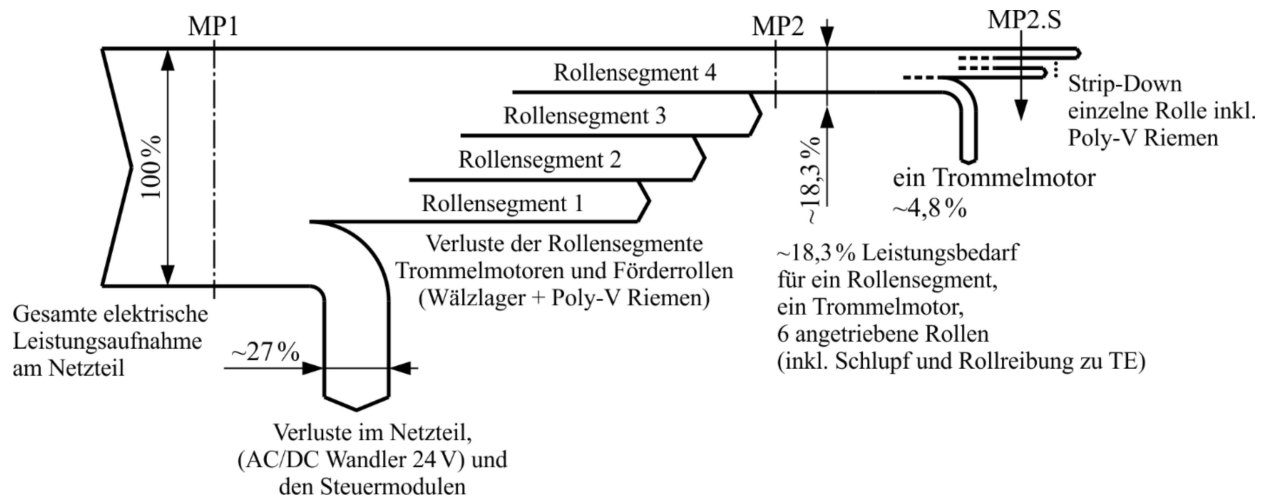 MP1
MP2
MP2.S
Rollensegment 4
Rollensegment 3
Rollensegment 2
Rollensegment 1
100 %
~18,3 %
Strip-Down
einzelne Rolle inkl.
Poly-V Riemen
ein Trommelmotor
~4,8 %
Verluste der Rollensegmente
Trommelmotoren und Förderrollen
(Wälzlager + Poly-V Riemen)
~18,3 % Leistungsbedarf
für ein Rollensegment,
ein Trommelmotor,
6 angetriebene Rollen
(inkl. Schlupf und Rollreibung zu TE)
Gesamte elektrische
Leistungsaufnahme
am Netzteil
~27 %
Verluste im Netzteil,
(AC/DC Wandler 24 V) und
den Steuermodulen